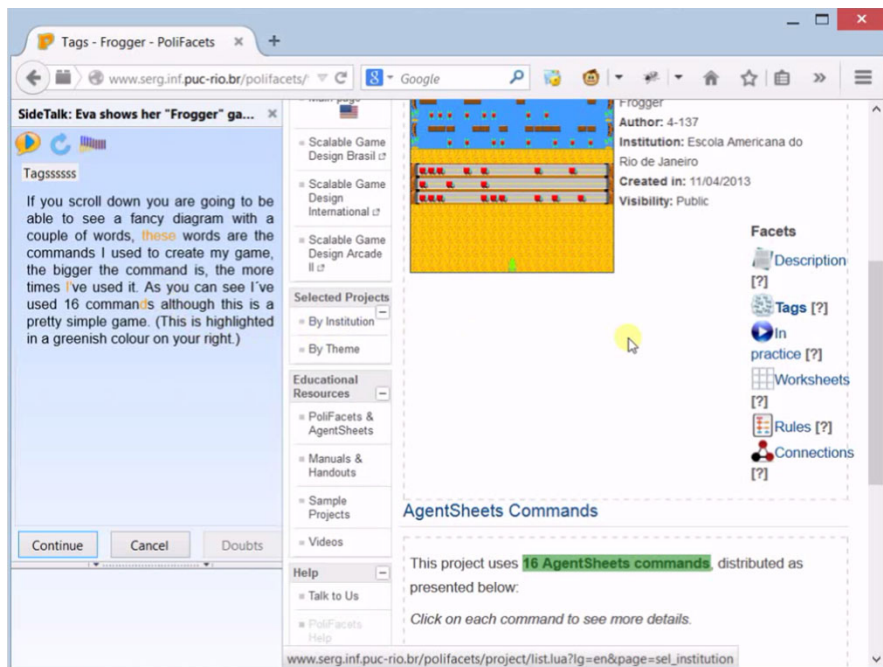 Tags - Frogger - PoliFacets
www.serg.inf.puc-rio.br/polifacets/
Google
SideTalk: Eva shows her "Frogger" ga...
Tagssssss
If you scroll down you are going to be
able to see a fancy diagram with a
couple of words, these words are the
commands I used to create my game,
the bigger the command is, the more
times I've used it. As you can see I´ve
used 16 commands although this is a
pretty simple game. (This is highlighted
in a greenish colour on your right.)
Continue
Cancel
Doubts
Main page
Scalable Game
Design Brasil
Scalable Game
Design
International
Scalable Game
Design Arcade
II
Selected Projects
By Institution
By Theme
Educational
Resources
PoliFacets &
AgentSheets
Manuals &
Handouts
Sample
Projects
Videos
Help
Talk to Us
PoliFacets
Help
Frogger
Author: 4-137
Institution: Escola Americana do
Rio de Janeiro
Created in: 11/04/2013
Visibility: Public
Facets
Description
[?]
Tags [?]
In
practice [?]
Worksheets
[?]
Rules [?]
Connections
[?]
AgentSheets Commands
This project uses 16 AgentSheets commands, distributed as
presented below:
Click on each command to see more details.
www.serg.inf.puc-rio.br/polifacets/project/list.lua?lg=en&page=sel_institution